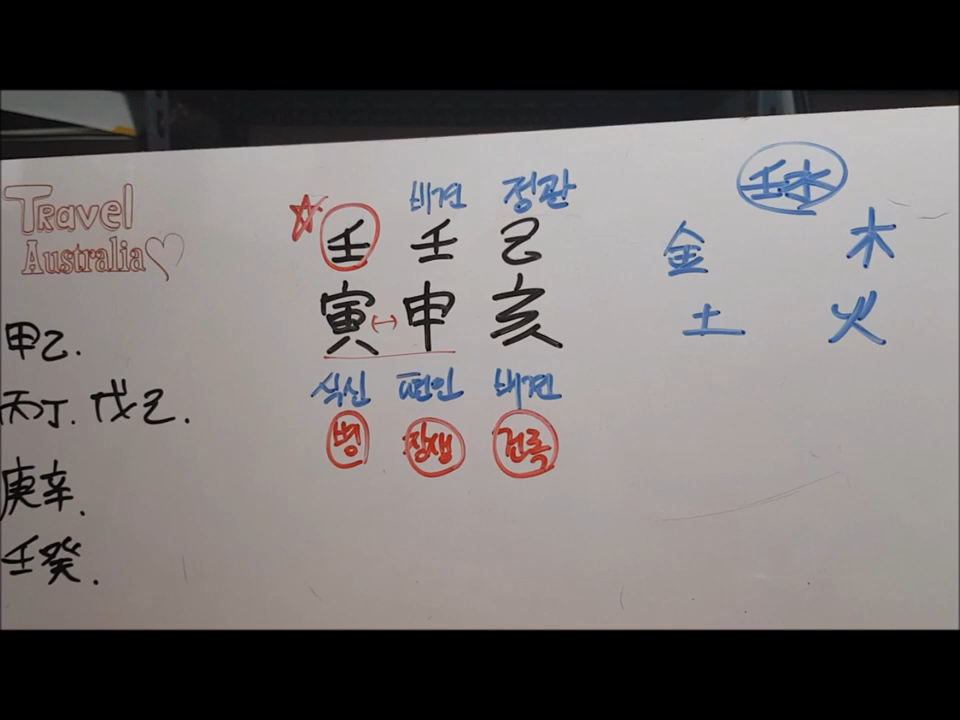 Travel
Australia
甲乙.
丙丁. 戊己.
庚辛.
壬癸.
비견 정관
壬 壬 己
寅 申 亥
식신 편인 비견
병 장생 건록
壬水
金 木
土 火